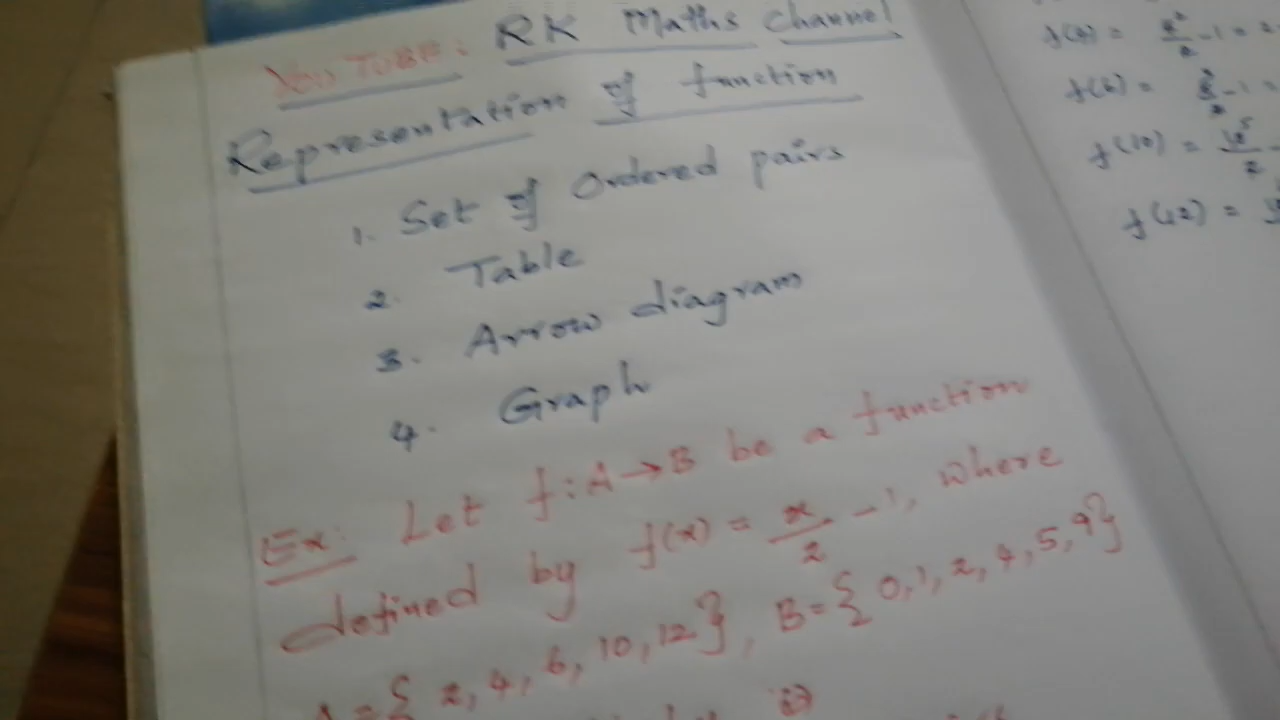 You TUBE: RK Maths Channel
Representation of function
1. Set of Ordered pairs
2. Table
3. Arrow diagram
4. Graph
Ex: Let f:A→B be a function
defined by f(x) = x/2 - 1, where
A={ 2, 4, 6, 10, 12}, B={ 0, 1, 2, 4, 5, 9}
f(6) =
f(10) =
f(12) =